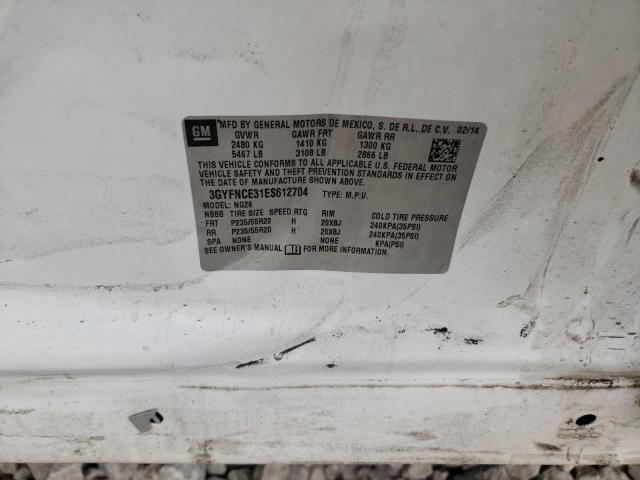 GM
MFD BY GENERAL MOTORS DE MEXICO, S. DE R.L. DE C.V. 02/14
GVWR GAWR FRT GAWR RR
2480 KG 1410 KG 1300 KG
5467 LB 3108 LB 2866 LB
THIS VEHICLE CONFORMS TO ALL APPLICABLE U.S. FEDERAL MOTOR
VEHICLE SAFETY AND THEFT PREVENTION STANDARDS IN EFFECT ON
THE DATE OF MANUFACTURE SHOWN ABOVE.
3GYFNCE31ES612704 TYPE: M.P.V.
MODEL: NG26
NBBB TIRE SIZE SPEED RTG RIM COLD TIRE PRESSURE
FRT P235/55R20 H 20X8J 240KPA(35PSI)
RR P235/55R20 H 20X8J 240KPA(35PSI)
SPA NONE NONE KPA(PSI)
SEE OWNER'S MANUAL FOR MORE INFORMATION.